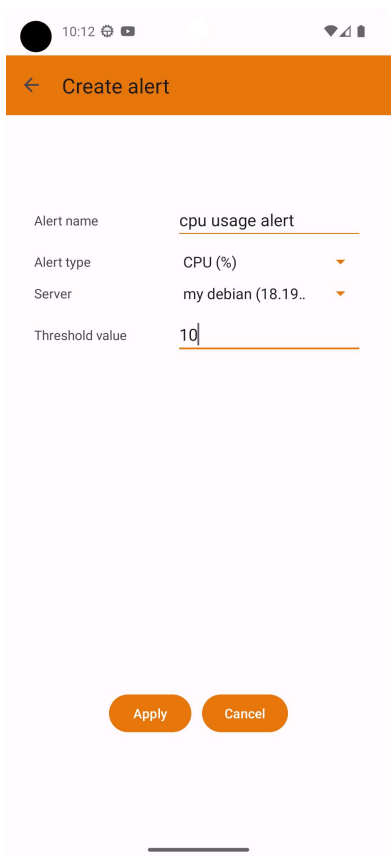 10:12
Create alert
Alert name cpu usage alert
Alert type CPU (%)
Server my debian (18.19..
Threshold value 10
Apply Cancel